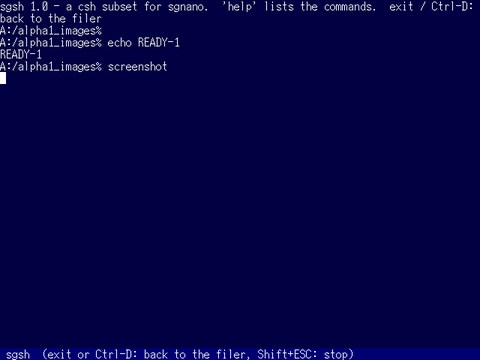 sgsh 1.0 - a csh subset for sgnano.  'help' lists the commands.  exit / Ctrl-D:
back to the filer
A:/alpha1_images%
A:/alpha1_images% echo READY-1
READY-1
A:/alpha1_images% screenshot
sgsh  (exit or Ctrl-D: back to the filer, Shift+ESC: stop)